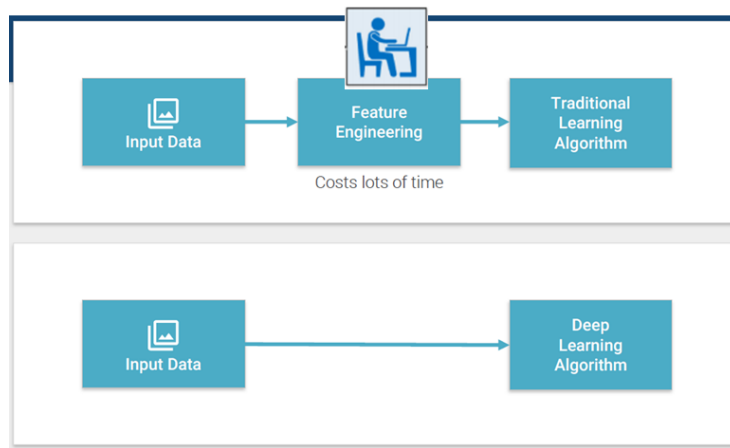 Input Data
Feature
Engineering
Traditional
Learning
Algorithm
Costs lots of time
Input Data
Deep
Learning
Algorithm